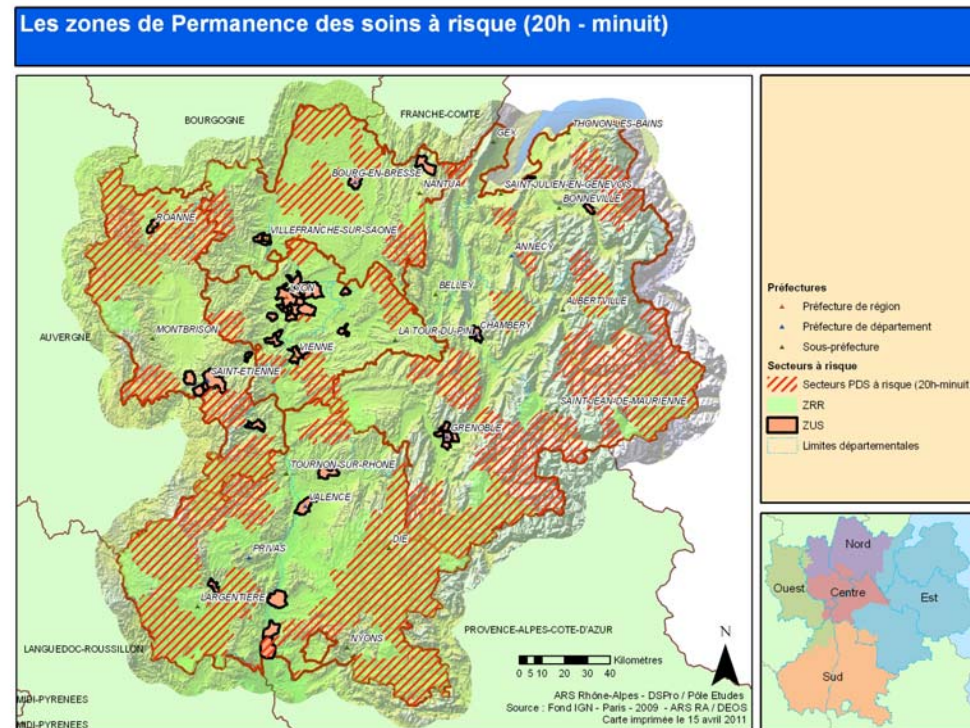 Les zones de Permanence des soins à risque (20h - minuit)
BOURGOGNE
FRANCHE-COMTE
THONON-LES-BAINS
GEX
BOURG-EN-BRESSE
NANTUA
SAINT-JULIEN-EN-GENEVOIS
BONNEVILLE
ROANNE
VILLEFRANCHE-SUR-SAONE
ANNECY
LYON
BELLEY
ALBERTVILLE
AUVERGNE
MONTBRISON
LA TOUR-DU-PIN
CHAMBERY
VIENNE
SAINT-ETIENNE
SAINT-JEAN-DE-MAURIENNE
GRENOBLE
TOURNON-SUR-RHONE
VALENCE
PRIVAS
DIE
LARGENTIERE
NYONS
LANGUEDOC-ROUSSILLON
PROVENCE-ALPES-COTE-D'AZUR
MIDI-PYRENEES
MIDI-PYRENEES
N
Kilomètres
0 5 10 20 30 40
ARS Rhône-Alpes - DSPro / Pôle Etudes
Source : Fond IGN - Paris - 2009 - ARS RA / DEOS
Carte imprimée le 15 avril 2011
Préfectures
Préfecture de région
Préfecture de département
Sous-préfecture
Secteurs à risque
Secteurs PDS à risque (20h-minuit
ZRR
ZUS
Limites départementales
Nord
Ouest
Centre
Est
Sud